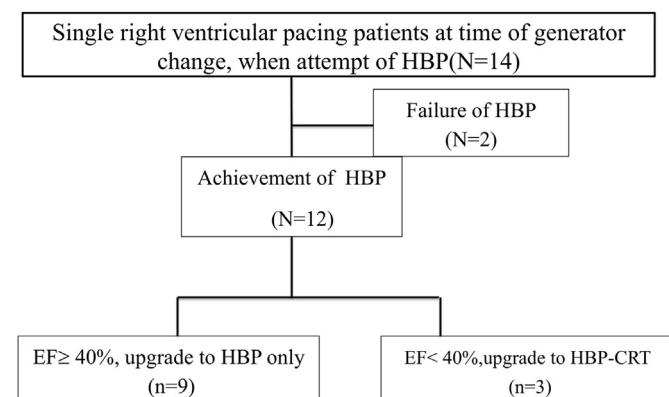 Single right ventricular pacing patients at time of generator
change, when attempt of HBP(N=14)
Failure of HBP
(N=2)
Achievement of HBP
(N=12)
EF≥ 40%, upgrade to HBP only
(n=9)
EF< 40%,upgrade to HBP-CRT
(n=3)